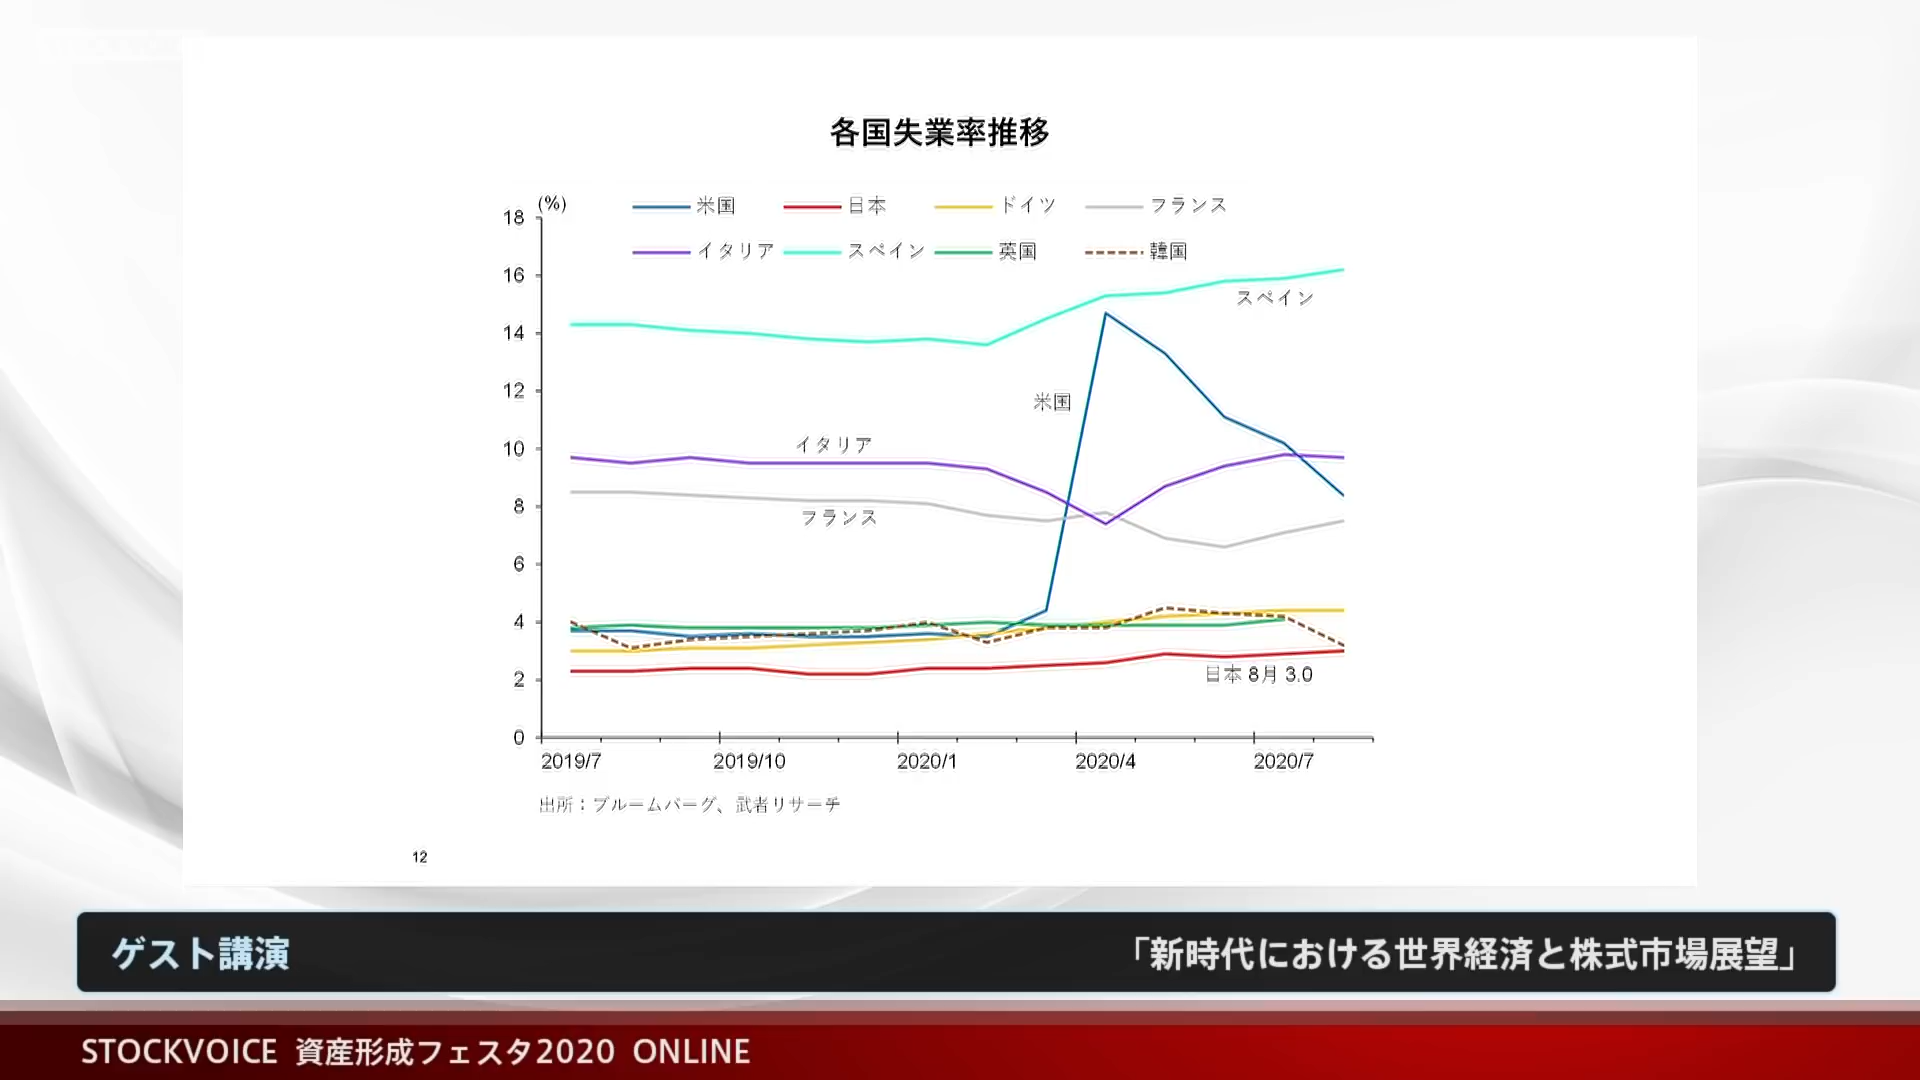 各国失業率推移
(%)
米国 日本 ドイツ フランス
イタリア スペイン 英国 韓国
18
16
14
12
10
8
6
4
2
0
スペイン
米国
イタリア
フランス
日本 8月 3.0
2019/7 2019/10 2020/1 2020/4 2020/7
出所：ブルームバーグ、武者リサーチ
12
ゲスト講演 「新時代における世界経済と株式市場展望」
STOCKVOICE 資産形成フェスタ2020 ONLINE